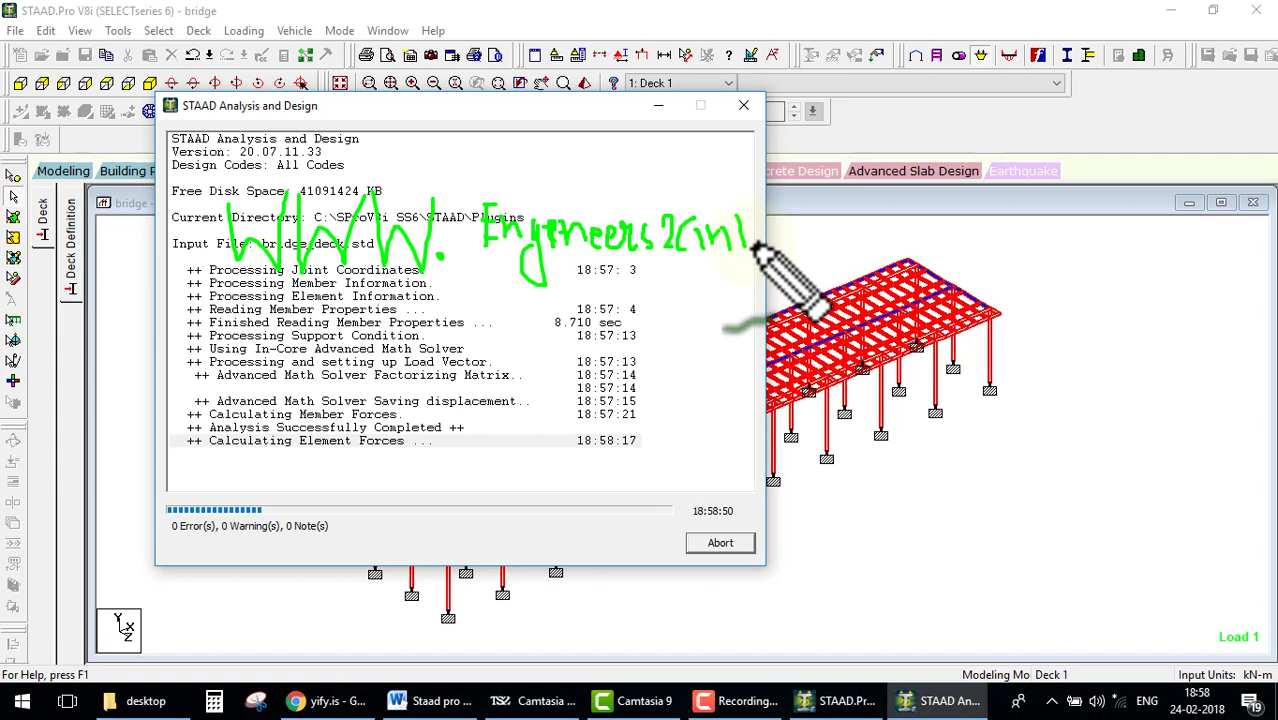 STAAD.Pro V8i (SELECTseries 6) - bridge
File Edit View Tools Select Deck Loading Vehicle Mode Window Help
1: Deck 1
STAAD Analysis and Design
Modeling Building P
crete Design Advanced Slab Design Earthquake
STAAD Analysis and Design
Version: 20.07.11.33
Design Codes: All Codes
Free Disk Space: 41091424 KB
Current Directory: C:\SProV8i SS6\STAAD\Plugins
Input File: bridge deck.std
WWW. Engineers
++ Processing Joint Coordinates. 18:57: 3
++ Processing Member Information.
++ Processing Element Information.
++ Reading Member Properties ... 18:57: 4
++ Finished Reading Member Properties ... 8.710 sec
++ Processing Support Condition. 18:57:13
++ Using In-Core Advanced Math Solver
++ Processing and setting up Load Vector. 18:57:13
++ Advanced Math Solver Factorizing Matrix.. 18:57:14
18:57:14
++ Advanced Math Solver Saving displacement.. 18:57:15
++ Calculating Member Forces. 18:57:21
++ Analysis Successfully Completed ++
++ Calculating Element Forces ... 18:58:17
18:58:50
0 Error(s), 0 Warning(s), 0 Note(s)
Abort
bridge
Deck
Deck Definition
Y X Z
Load 1
For Help, press F1
Modeling Mo Deck 1 Input Units: kN-m
desktop
yify.is - G...
Staad pro ...
Camtasia ...
Camtasia 9
Recording...
STAAD.Pr...
STAAD An...
ENG
18:58
24-02-2018
19